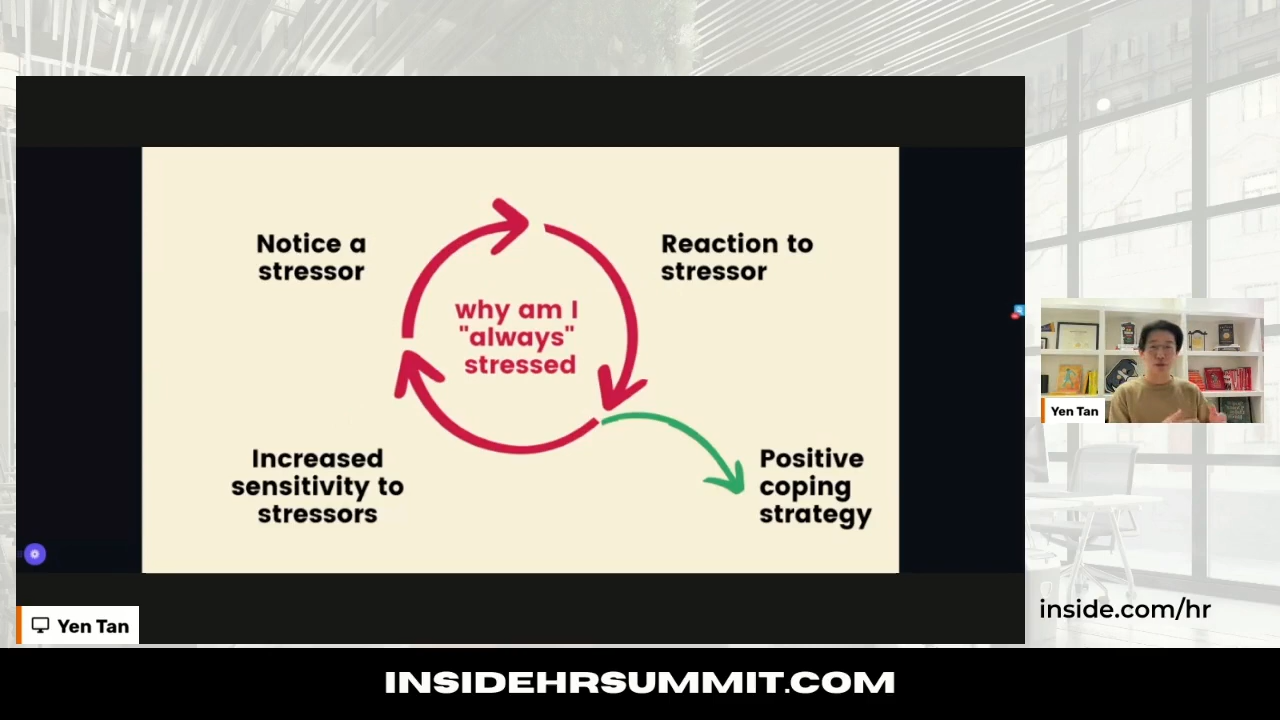 Notice a
stressor
Reaction to
stressor
why am I
"always"
stressed
Increased
sensitivity to
stressors
Positive
coping
strategy
Yen Tan
Yen Tan
inside.com/hr
INSIDEHRSUMMIT.COM